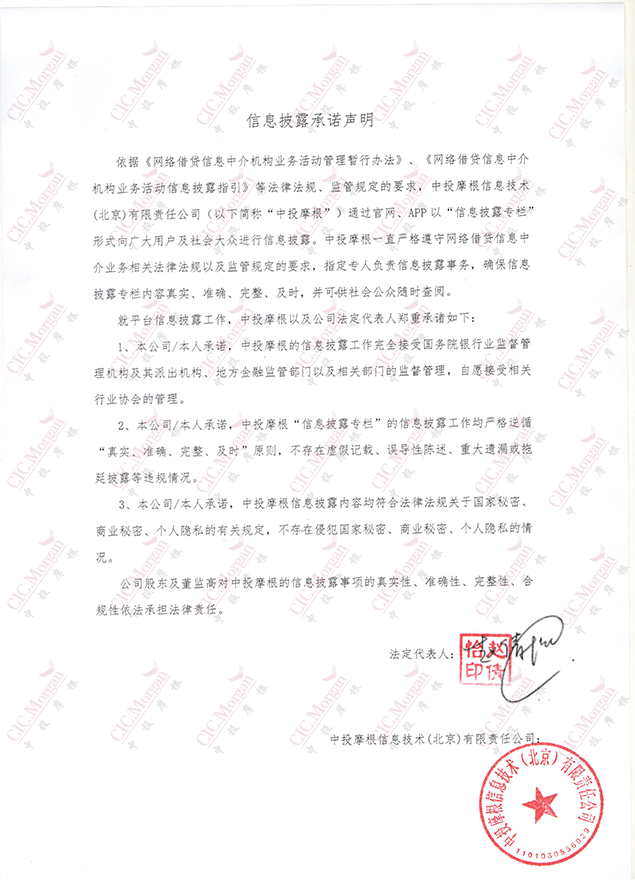 信息披露承诺声明
依据《网络借贷信息中介机构业务活动管理暂行办法》、《网络借贷信息中介
机构业务活动信息披露指引》等法律法规、监管规定的要求，中投摩根信息技术
(北京)有限责任公司（以下简称“中投摩根”）通过官网、APP以“信息披露专栏”
形式向广大用户及社会大众进行信息披露。中投摩根一直严格遵守网络借贷信息中
介业务相关法律法规以及监管规定的要求，指定专人负责信息披露事务，确保信息
披露专栏内容真实、准确、完整、及时，并可供社会公众随时查阅。
就平台信息披露工作，中投摩根以及公司法定代表人郑重承诺如下：
1、本公司/本人承诺，中投摩根的信息披露工作完全接受国务院银行业监督管
理机构及其派出机构、地方金融监管部门以及相关部门的监督管理，自愿接受相关
行业协会的管理。
2、本公司/本人承诺，中投摩根“信息披露专栏”的信息披露工作均严格遵循
“真实、准确、完整、及时”原则，不存在虚假记载、误导性陈述、重大遗漏或拖
延披露等违规情况。
3、本公司/本人承诺，中投摩根信息披露内容均符合法律法规关于国家秘密、
商业秘密、个人隐私的有关规定，不存在侵犯国家秘密、商业秘密、个人隐私的情
况。
公司股东及董监高对中投摩根的信息披露事项的真实性、准确性、完整性、合
规性依法承担法律责任。
法定代表人：
赵倩怡印
中投摩根信息技术(北京)有限责任公司：
中投摩根信息技术（北京）有限责任公司
CIC.Morgan
中投摩根